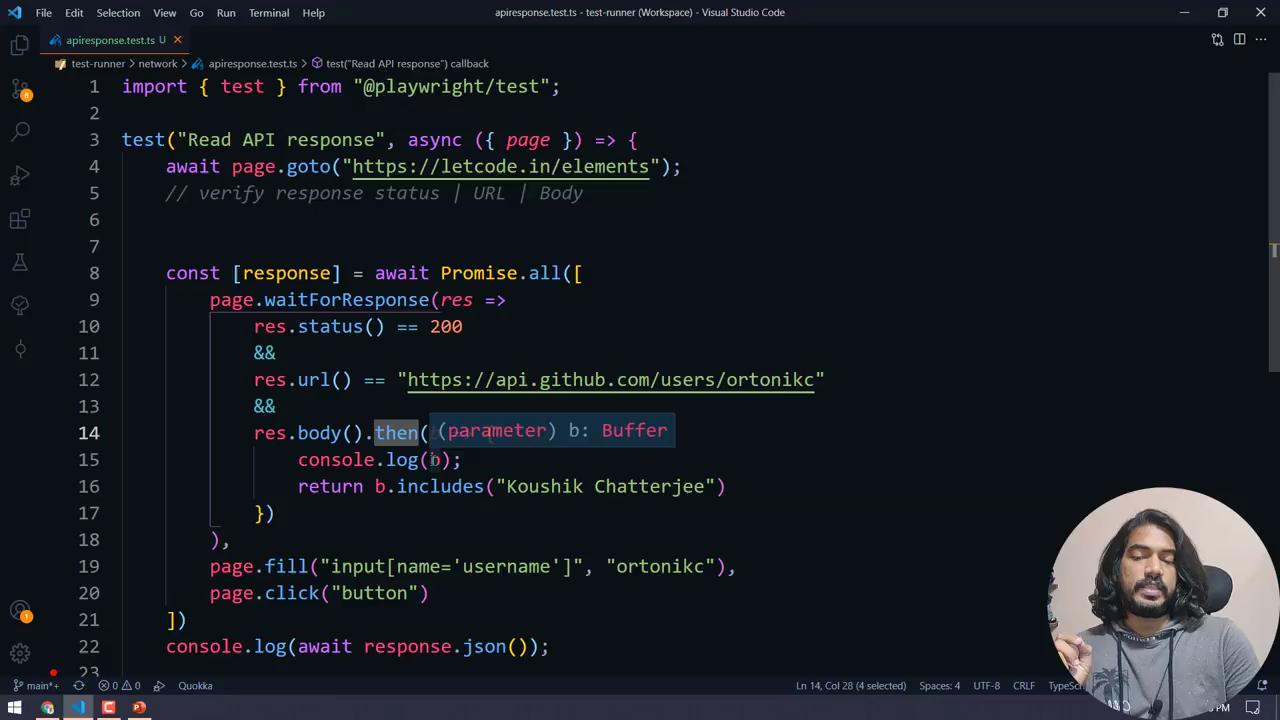 File Edit Selection View Go Run Terminal Help apiresponse.test.ts - test-runner (Workspace) - Visual Studio Code
apiresponse.test.ts U
test-runner > network > apiresponse.test.ts > test("Read API response") callback
1 import { test } from "@playwright/test";
2
3 test("Read API response", async ({ page }) => {
4 await page.goto("https://letcode.in/elements");
5 // verify response status | URL | Body
6
7
8 const [response] = await Promise.all([
9 page.waitForResponse(res =>
10 res.status() == 200
11 &&
12 res.url() == "https://api.github.com/users/ortonikc"
13 &&
14 res.body().then(
(parameter) b: Buffer
15 console.log(b);
16 return b.includes("Koushik Chatterjee")
17 })
18 ),
19 page.fill("input[name='username']", "ortonikc"),
20 page.click("button")
21 ])
22 console.log(await response.json());
23
8
1
main*+ 0 0 Quokka Ln 14, Col 28 (4 selected) Spaces: 4 UTF-8 CRLF